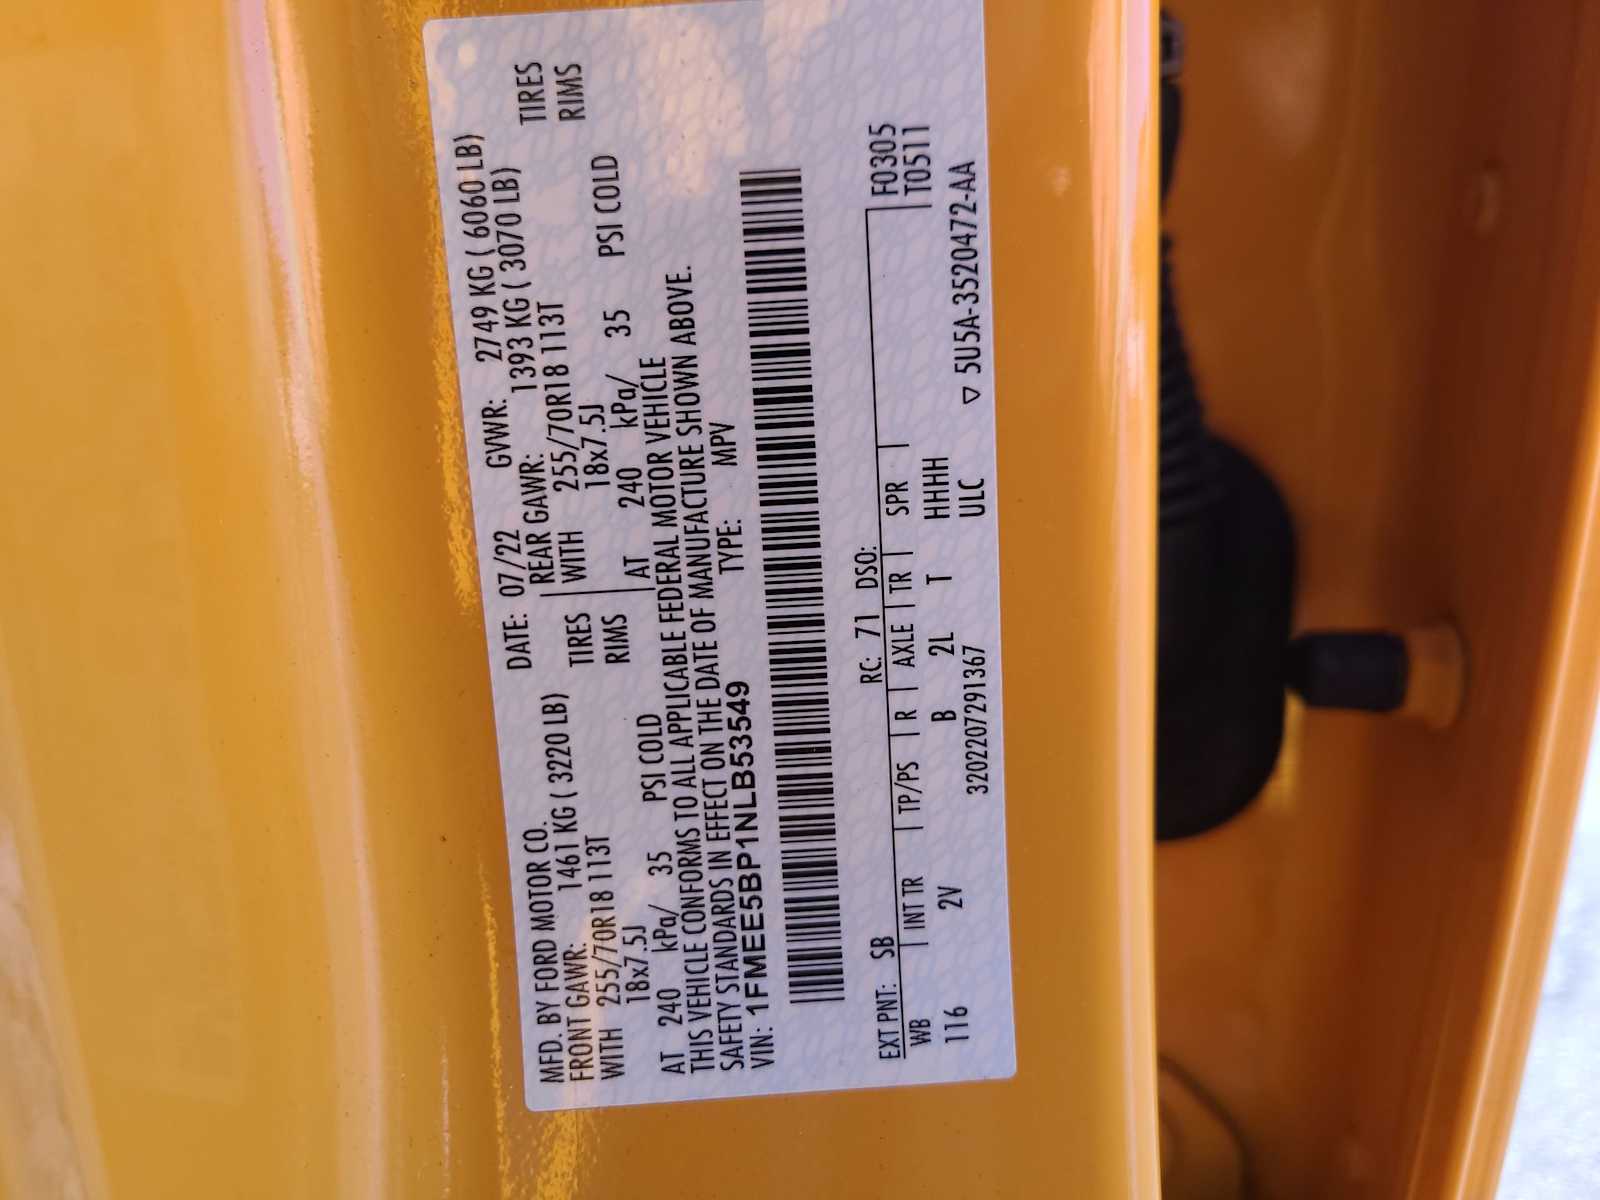 MFD. BY FORD MOTOR CO.
DATE: 07/22 GVWR: 2749 KG ( 6060 LB)
FRONT GAWR: 1461 KG ( 3220 LB) REAR GAWR: 1393 KG ( 3070 LB)
WITH 255/70R18 113T TIRES WITH 255/70R18 113T TIRES
18x7.5J RIMS 18x7.5J RIMS
AT 240 kPa/ 35 PSI COLD AT 240 kPa/ 35 PSI COLD
THIS VEHICLE CONFORMS TO ALL APPLICABLE FEDERAL MOTOR VEHICLE
SAFETY STANDARDS IN EFFECT ON THE DATE OF MANUFACTURE SHOWN ABOVE.
VIN: 1FMEE5BP1NLB53549 TYPE: MPV
EXT PNT: SB RC: 71 DSO: F0305
WB INT TR TP/PS R AXLE TR SPR T0511
116 2V B 2L T HHHH
3202207291367 ULC ▽ 5U5A-3520472-AA